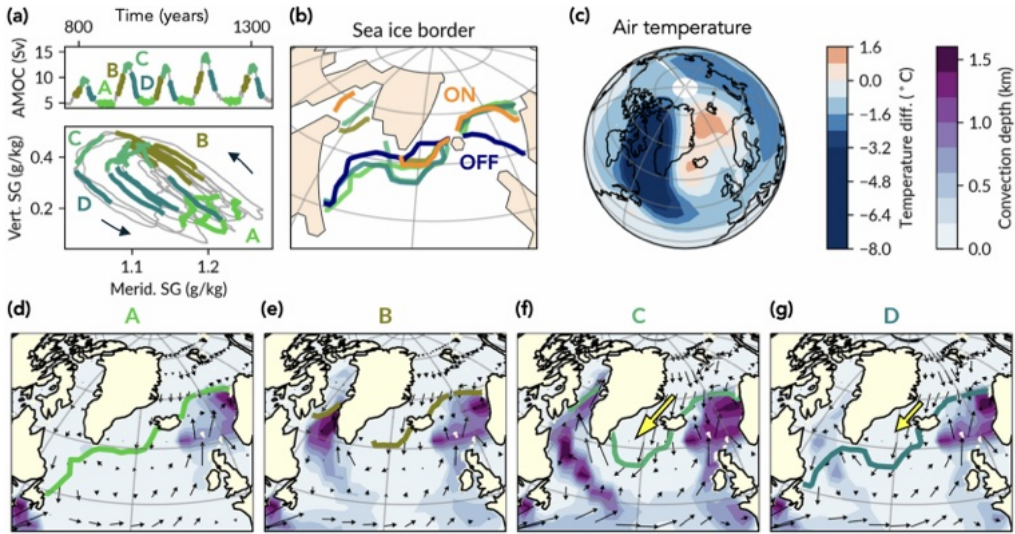 (a)
Time (years)
800
1300
AMOC (Sv)
15
10
5
A
B
C
D
Vert. SG (g/kg)
0.4
0.2
C
B
D
A
1.1
1.2
Merid. SG (g/kg)
(b)
Sea ice border
ON
OFF
(c)
Air temperature
1.6
0.0
−1.6
−3.2
−4.8
−6.4
−8.0
Temperature diff. (°C)
1.5
1.0
0.5
0.0
Convection depth (km)
(d)
A
(e)
B
(f)
C
(g)
D